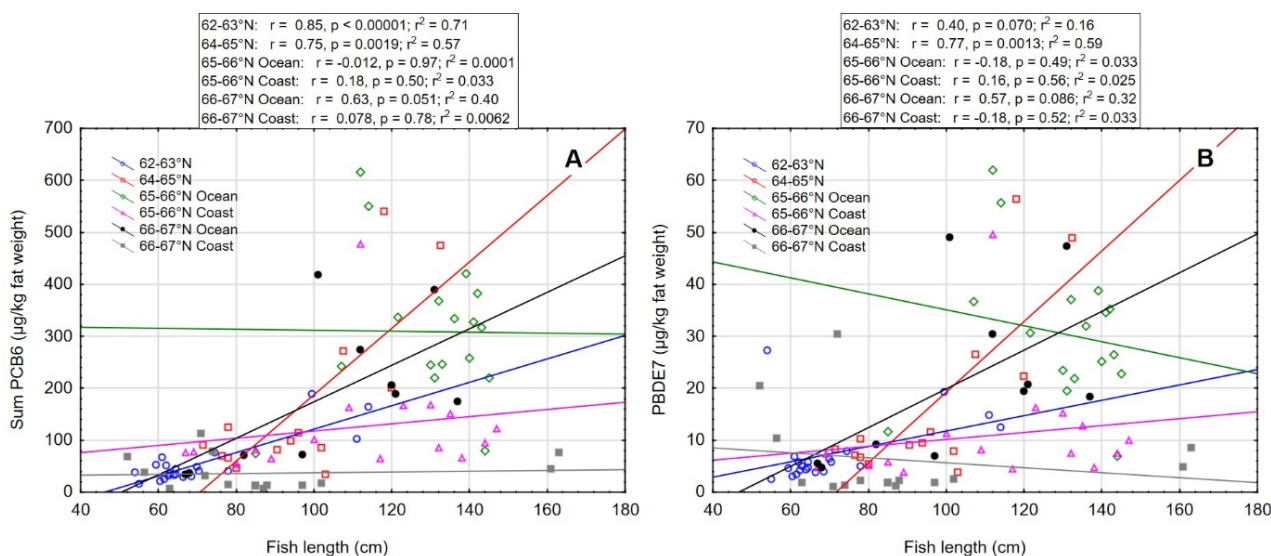 62-63°N: r = 0.85, p < 0.00001; r² = 0.71
64-65°N: r = 0.75, p = 0.0019; r² = 0.57
65-66°N Ocean: r = -0.012, p = 0.97; r² = 0.0001
65-66°N Coast: r = 0.18, p = 0.50; r² = 0.033
66-67°N Ocean: r = 0.63, p = 0.051; r² = 0.40
66-67°N Coast: r = 0.078, p = 0.78; r² = 0.0062
A
62-63°N
64-65°N
65-66°N Ocean
65-66°N Coast
66-67°N Ocean
66-67°N Coast
Sum PCB6 (µg/kg fat weight)
700
600
500
400
300
200
100
0
40 60 80 100 120 140 160 180
Fish length (cm)
62-63°N: r = 0.40, p = 0.070; r² = 0.16
64-65°N: r = 0.77, p = 0.0013; r² = 0.59
65-66°N Ocean: r = -0.18, p = 0.49; r² = 0.033
65-66°N Coast: r = 0.16, p = 0.56; r² = 0.025
66-67°N Ocean: r = 0.57, p = 0.086; r² = 0.32
66-67°N Coast: r = -0.18, p = 0.52; r² = 0.033
B
62-63°N
64-65°N
65-66°N Ocean
65-66°N Coast
66-67°N Ocean
66-67°N Coast
PBDE7 (µg/kg fat weight)
70
60
50
40
30
20
10
0
40 60 80 100 120 140 160 180
Fish length (cm)